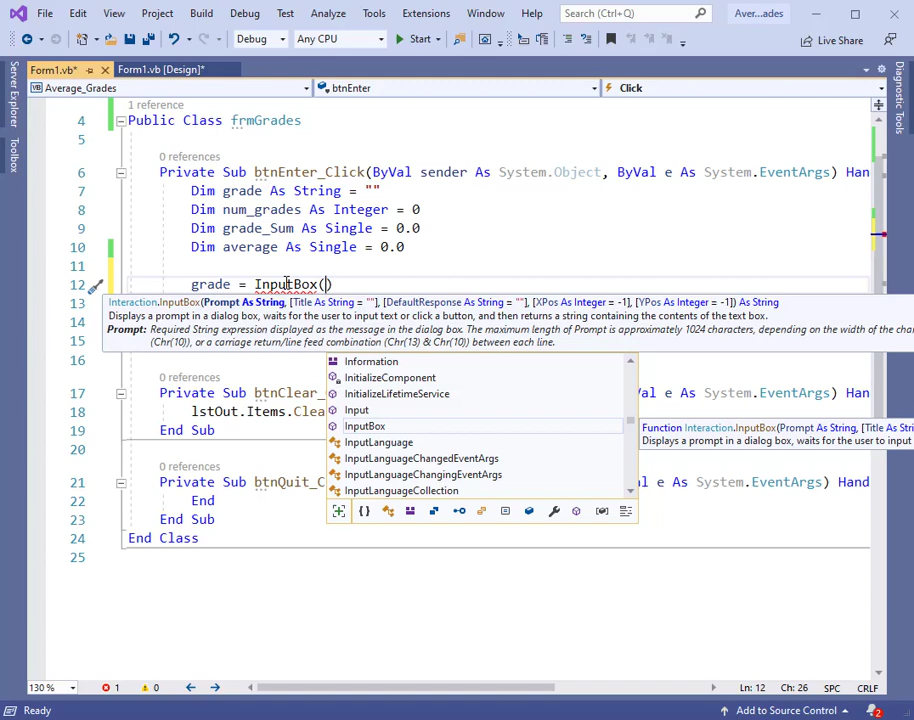 File Edit View Project Build Debug Test Analyze Tools Extensions Window Help Search (Ctrl+Q) Aver...ades
Debug Any CPU Start Live Share
Form1.vb* Form1.vb [Design]*
Average_Grades btnEnter Click
Server Explorer
Toolbox
Diagnostic Tools
1 reference
4 Public Class frmGrades
5
0 references
6 Private Sub btnEnter_Click(ByVal sender As System.Object, ByVal e As System.EventArgs) Han
7 Dim grade As String = ""
8 Dim num_grades As Integer = 0
9 Dim grade_Sum As Single = 0.0
10 Dim average As Single = 0.0
11
12 grade = InputBox()
13 Interaction.InputBox(Prompt As String, [Title As String = ""], [DefaultResponse As String = ""], [XPos As Integer = -1], [YPos As Integer = -1]) As String
Displays a prompt in a dialog box, waits for the user to input text or click a button, and then returns a string containing the contents of the text box.
Prompt: Required String expression displayed as the message in the dialog box. The maximum length of Prompt is approximately 1024 characters, depending on the width of the cha
(Chr(10)), or a carriage return/line feed combination (Chr(13) & Chr(10)) between each line.
16 Information
0 references InitializeComponent
17 Private Sub btnClear_ InitializeLifetimeService Val e As System.EventArgs) Han
18 lstOut.Items.Clea Input
19 End Sub InputBox Function Interaction.InputBox(Prompt As String, [Title As Stri
20 InputLanguage Displays a prompt in a dialog box, waits for the user to input
InputLanguageChangedEventArgs
0 references InputLanguageChangingEventArgs
21 Private Sub btnQuit_C InputLanguageCollection al e As System.EventArgs) Hand
22 End
23 End Sub
24 End Class
25
130 % 1 0 Ln: 12 Ch: 26 SPC CRLF
Ready Add to Source Control 2